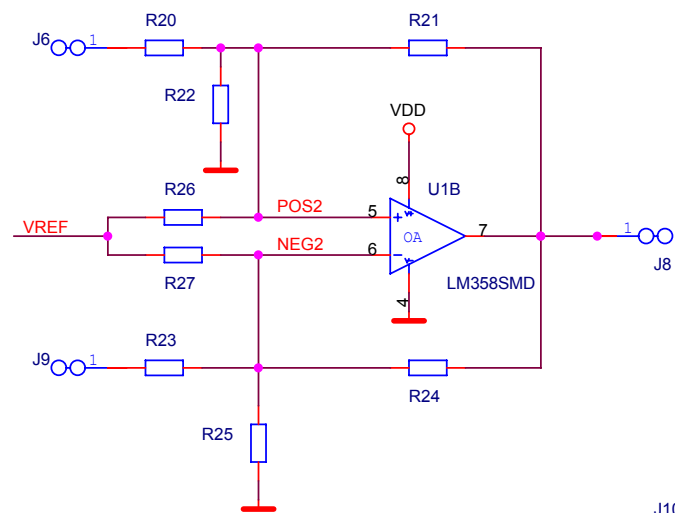 R20
R21
J6
1
R22
VDD
8
U1B
R26
POS2
5
+
V+
VREF
OA
7
1
NEG2
6
-
V-
R27
LM358SMD
J8
4
R23
J9
1
R24
R25
J10